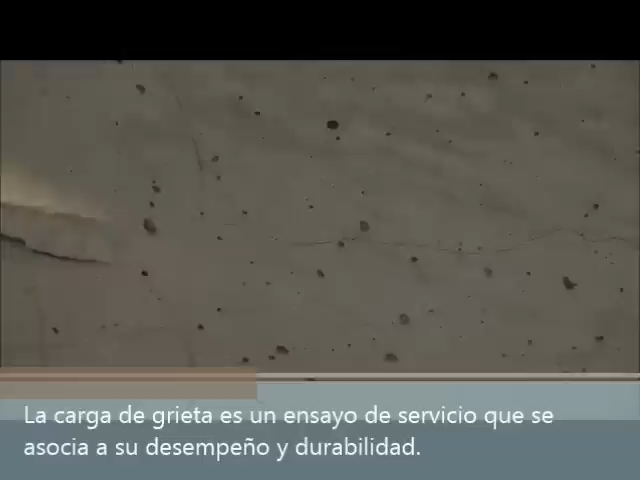 La carga de grieta es un ensayo de servicio que se
asocia a su desempeño y durabilidad.